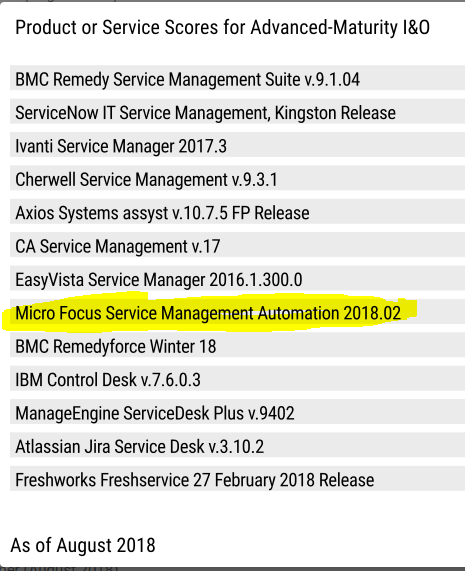 Product or Service Scores for Advanced-Maturity I&O
BMC Remedy Service Management Suite v.9.1.04
ServiceNow IT Service Management, Kingston Release
Ivanti Service Manager 2017.3
Cherwell Service Management v.9.3.1
Axios Systems assyst v.10.7.5 FP Release
CA Service Management v.17
EasyVista Service Manager 2016.1.300.0
Micro Focus Service Management Automation 2018.02
BMC Remedyforce Winter 18
IBM Control Desk v.7.6.0.3
ManageEngine ServiceDesk Plus v.9402
Atlassian Jira Service Desk v.3.10.2
Freshworks Freshservice 27 February 2018 Release
As of August 2018